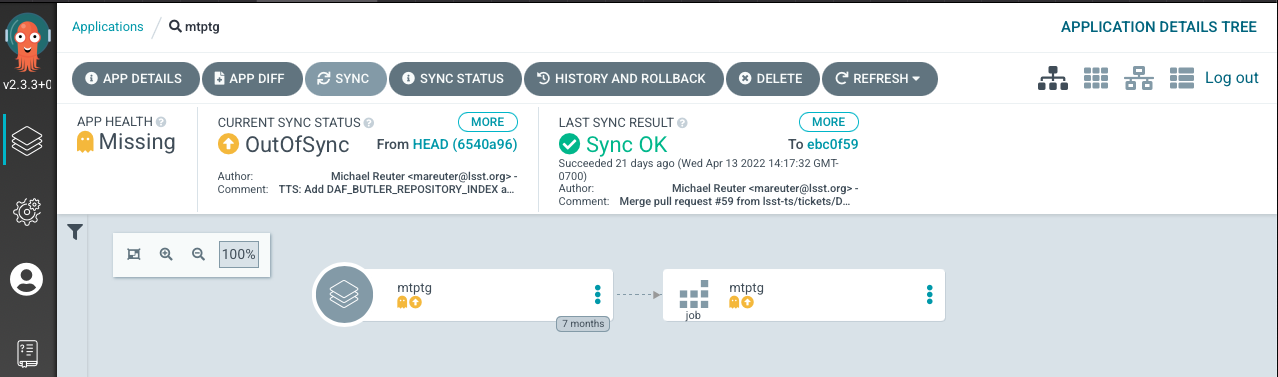 Applications / mtptg
APPLICATION DETAILS TREE
v2.3.3+0
APP DETAILS APP DIFF SYNC SYNC STATUS HISTORY AND ROLLBACK DELETE REFRESH
Log out
APP HEALTH
Missing
CURRENT SYNC STATUS MORE
OutOfSync From HEAD (6540a96)
Author: Michael Reuter <mareuter@lsst.org> -
Comment: TTS: Add DAF_BUTLER_REPOSITORY_INDEX a...
LAST SYNC RESULT MORE
Sync OK To ebc0f59
Succeeded 21 days ago (Wed Apr 13 2022 14:17:32 GMT-
0700)
Author: Michael Reuter <mareuter@lsst.org> -
Comment: Merge pull request #59 from lsst-ts/tickets/D...
100%
mtptg
7 months
mtptg
job